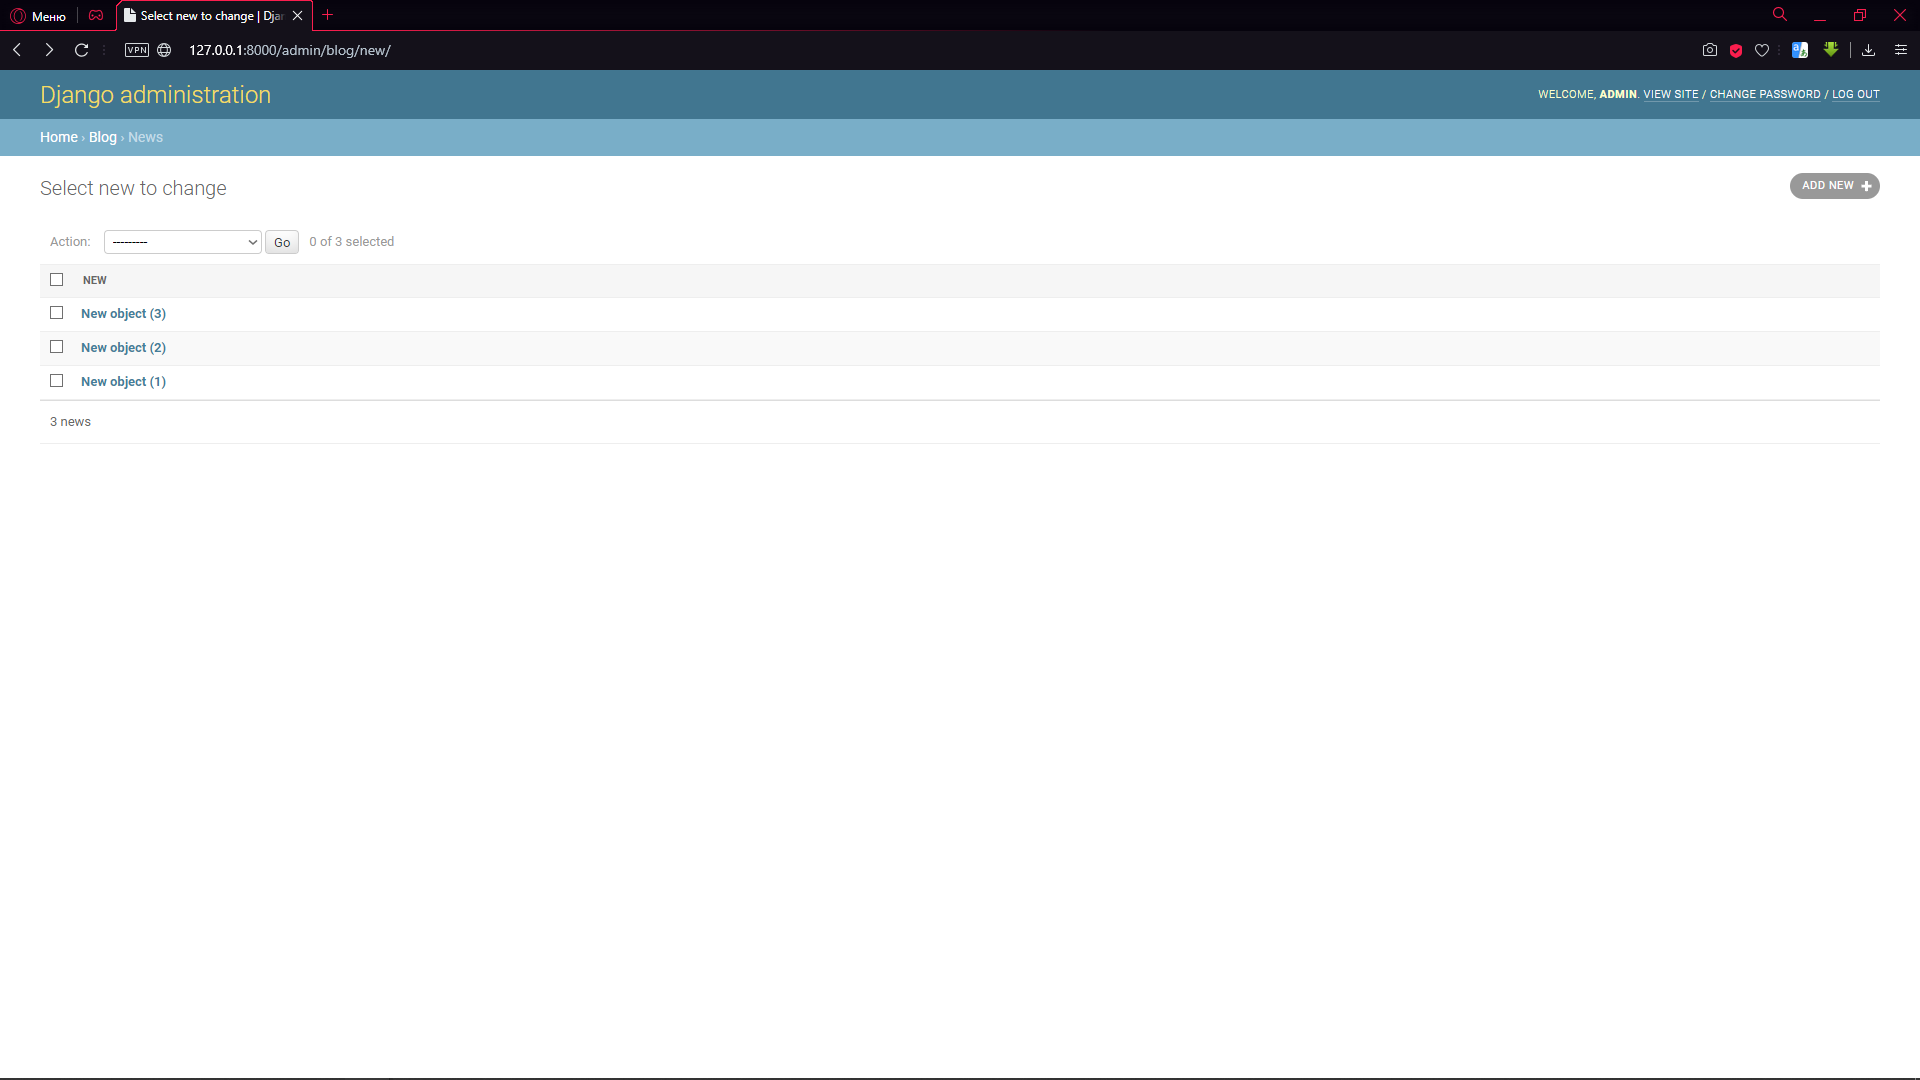 Меню
Select new to change | Djan
VPN
127.0.0.1:8000/admin/blog/new/
Django administration
WELCOME, ADMIN. VIEW SITE / CHANGE PASSWORD / LOG OUT
Home › Blog › News
Select new to change
ADD NEW
Action: --------- Go 0 of 3 selected
NEW
New object (3)
New object (2)
New object (1)
3 news